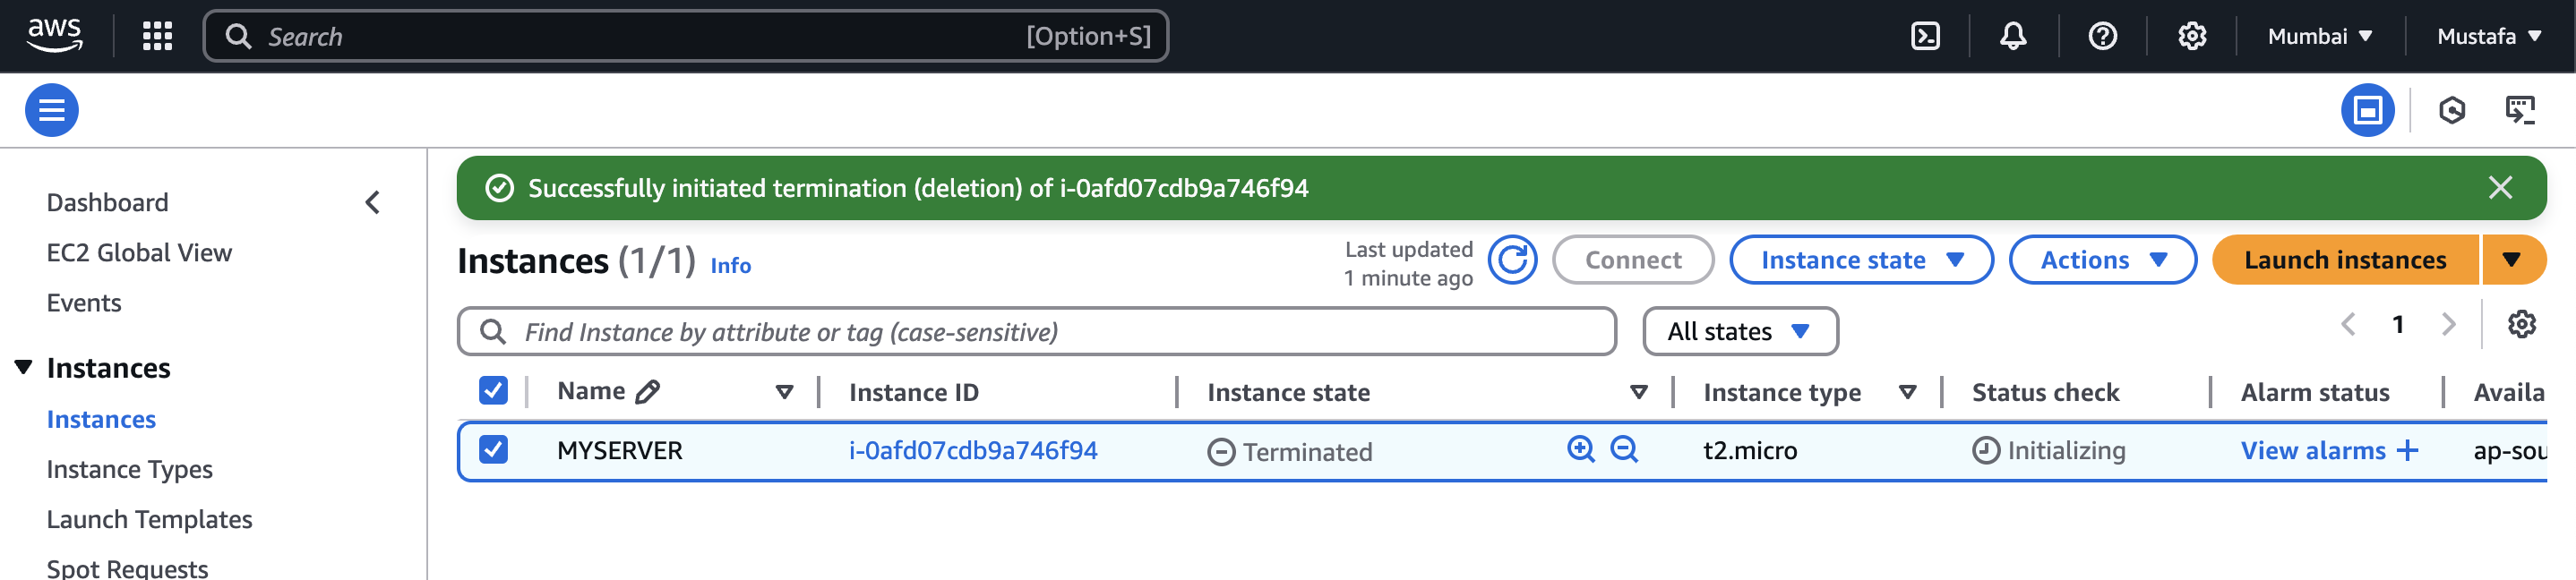 aws
Search
[Option+S]
Mumbai
Mustafa
Dashboard
EC2 Global View
Events
Instances
Instances
Instance Types
Launch Templates
Spot Requests
Successfully initiated termination (deletion) of i-0afd07cdb9a746f94
Instances (1/1) Info
Last updated
1 minute ago
Connect
Instance state
Actions
Launch instances
Find Instance by attribute or tag (case-sensitive)
All states
1
Name Instance ID Instance state Instance type Status check Alarm status Availa
MYSERVER i-0afd07cdb9a746f94 Terminated t2.micro Initializing View alarms + ap-sou